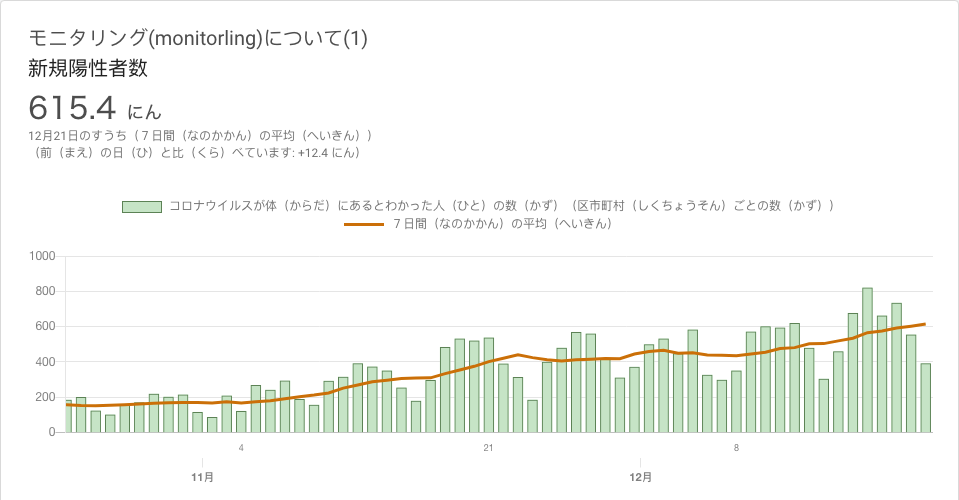 モニタリング(monitorling)について(1)
新規陽性者数
615.4 にん
12月21日のすうち（７日間（なのかかん）の平均（へいきん））
（前（まえ）の日（ひ）と比（くら）べています: +12.4 にん）
コロナウイルスが体（からだ）にあるとわかった人（ひと）の数（かず）（区市町村（しくちょうそん）ごとの数（かず））
７日間（なのかかん）の平均（へいきん）
1000
800
600
400
200
0
4 21 8
11月 12月